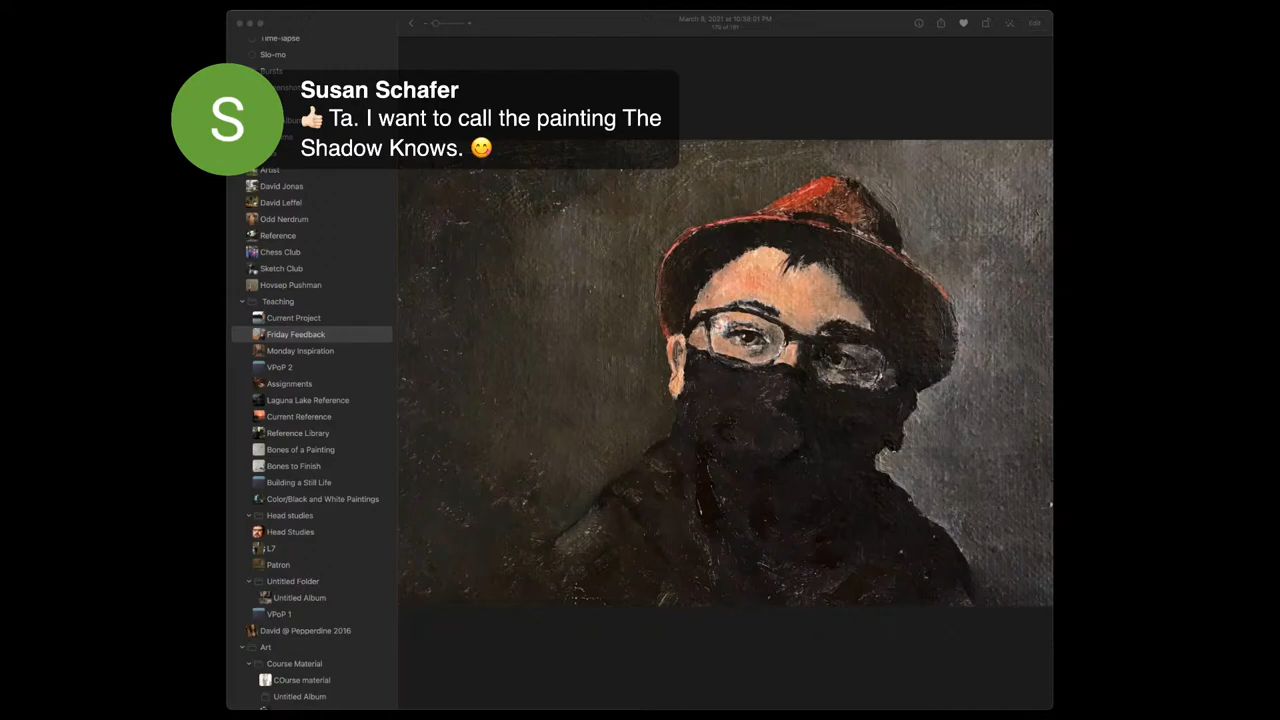 March 8, 2021 at 10:38:01 PM
Edit
Time-lapse
Slo-mo
Bursts
S
Susan Schafer
👍🏻 Ta. I want to call the painting The
Shadow Knows. 😋
Artist
David Jonas
David Leffel
Odd Nerdrum
Reference
Chess Club
Sketch Club
Hovsep Pushman
Teaching
Current Project
Friday Feedback
Monday Inspiration
VPoP 2
Assignments
Laguna Lake Reference
Current Reference
Reference Library
Bones of a Painting
Bones to Finish
Building a Still Life
Color/Black and White Paintings
Head studies
Head Studies
L7
Patron
Untitled Folder
Untitled Album
VPoP 1
David @ Pepperdine 2016
Art
Course Material
COurse material
Untitled Album